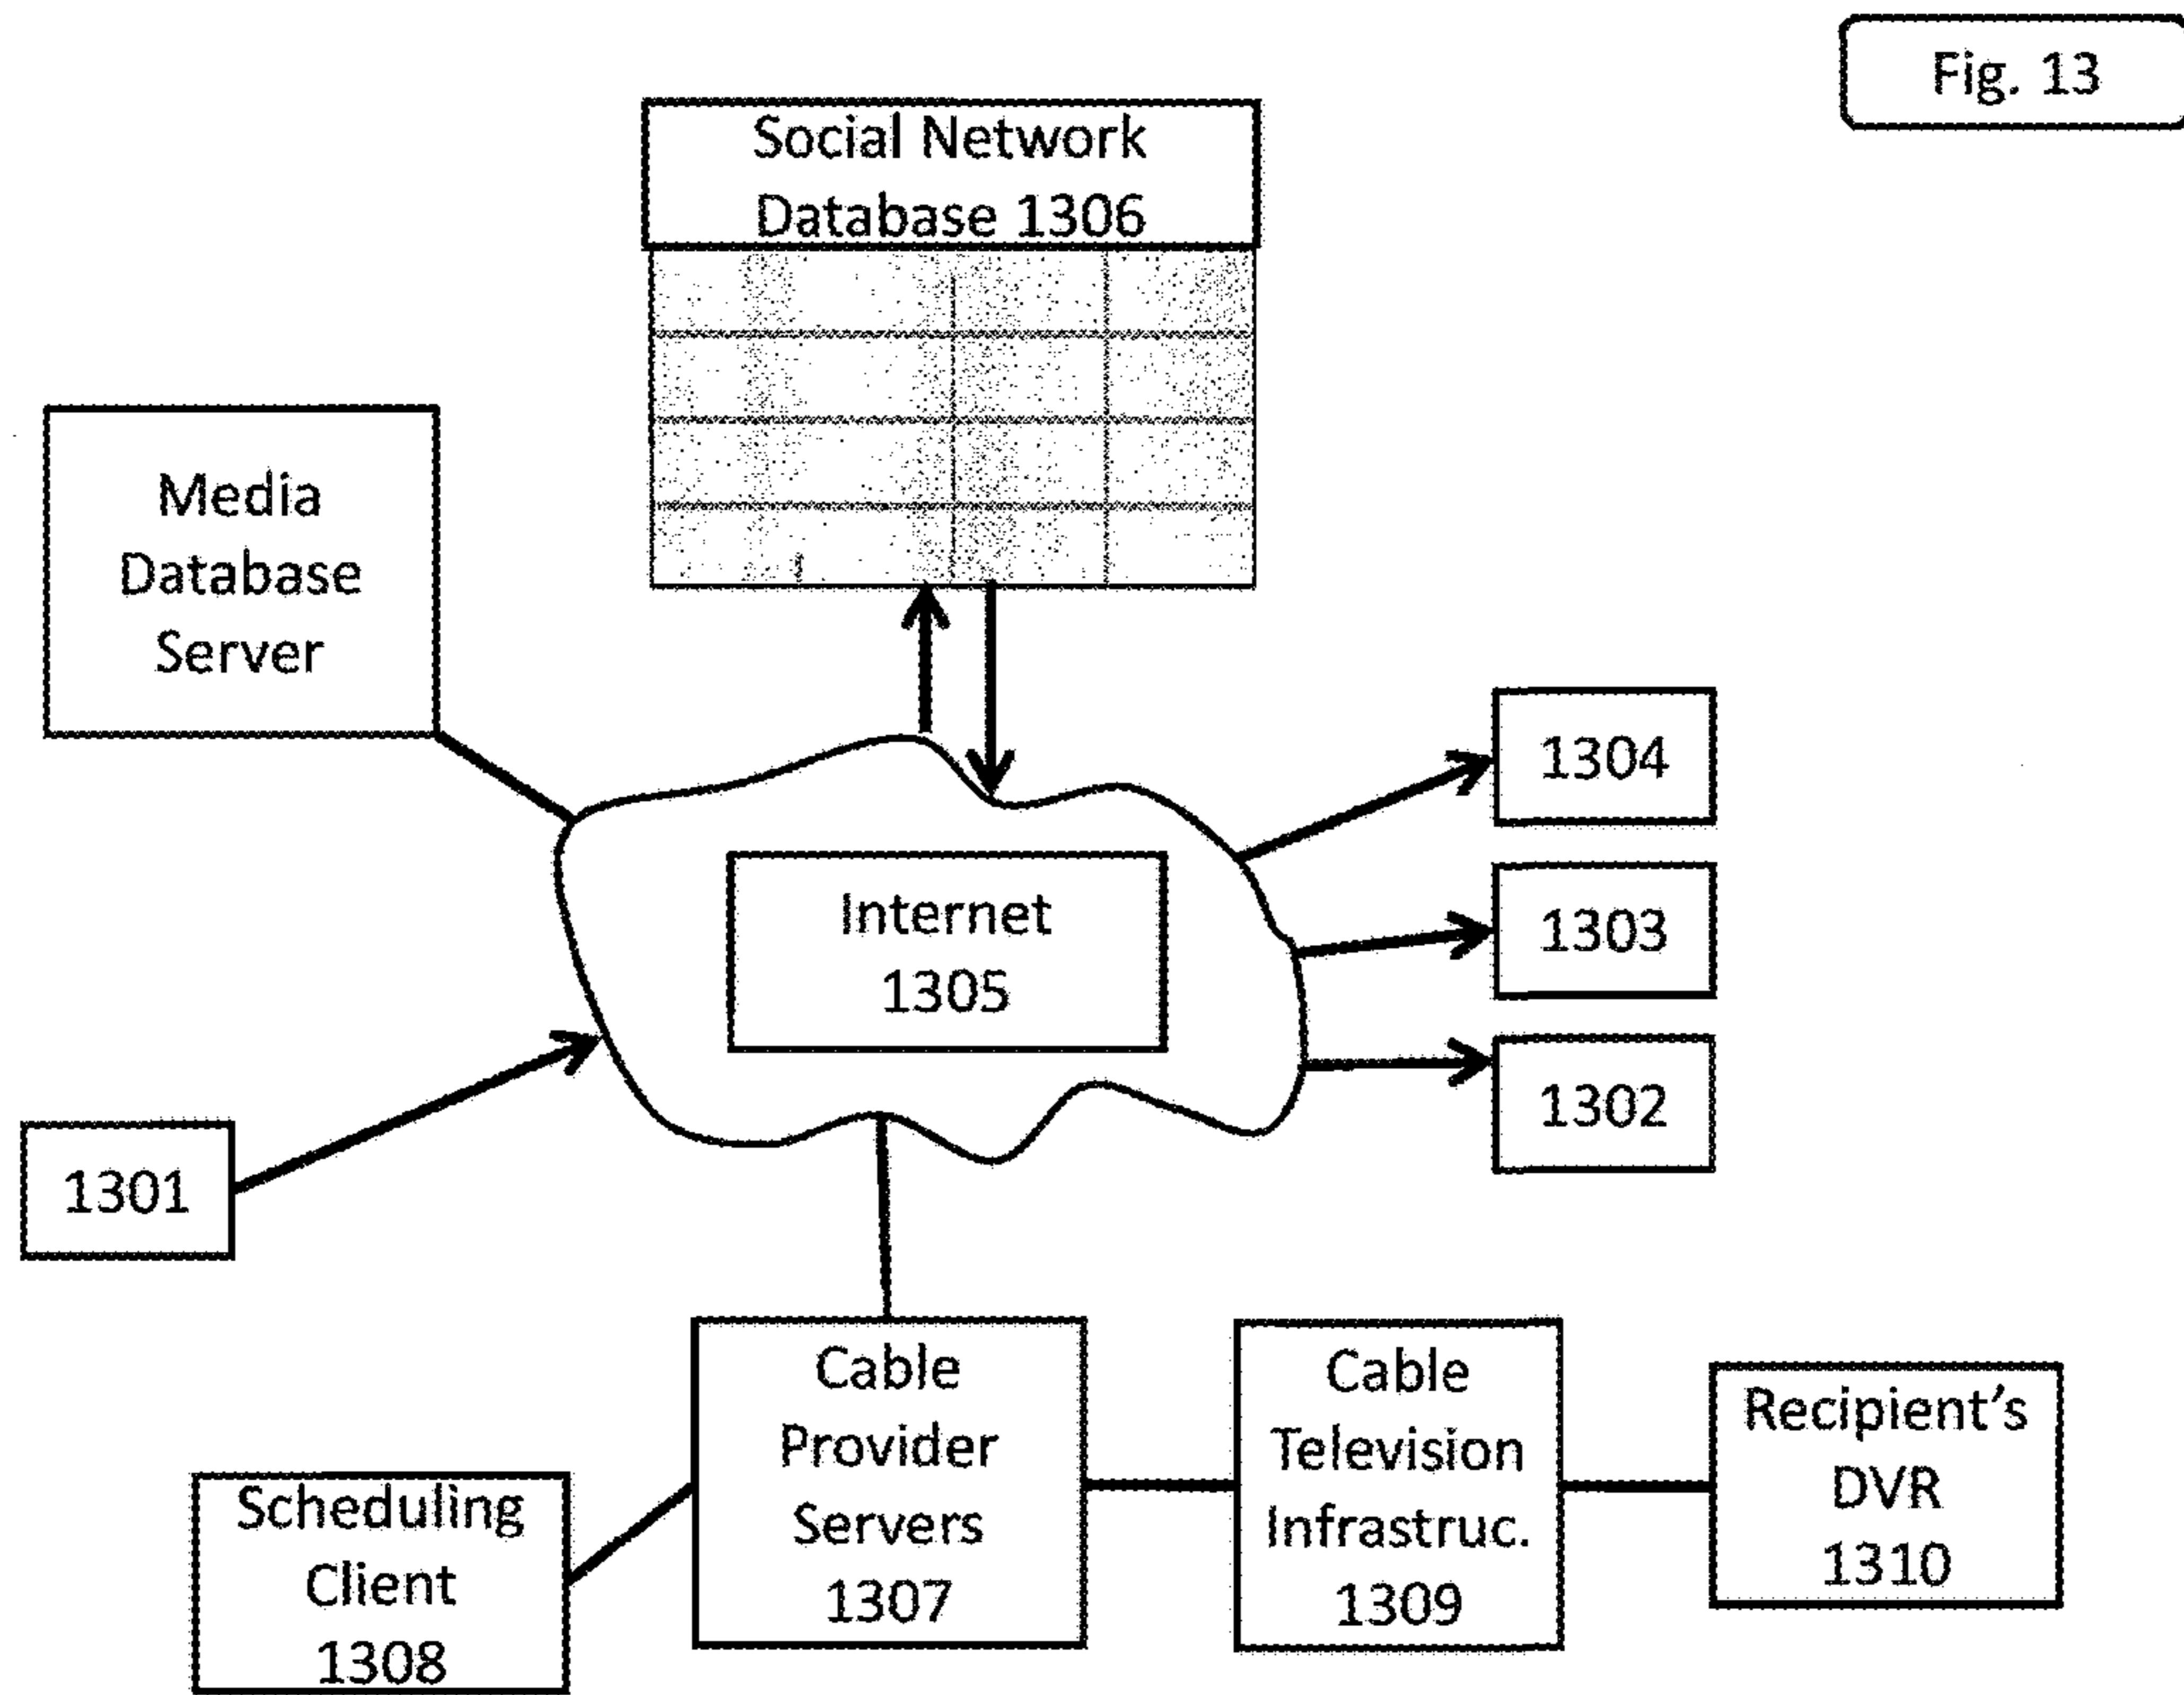 Fig. 13
Social Network
Database 1306
Media
Database
Server
1304
Internet
1305
1303
1302
1301
Cable
Provider
Servers
1307
Cable
Television
Infrastruc.
1309
Recipient's
DVR
1310
Scheduling
Client
1308